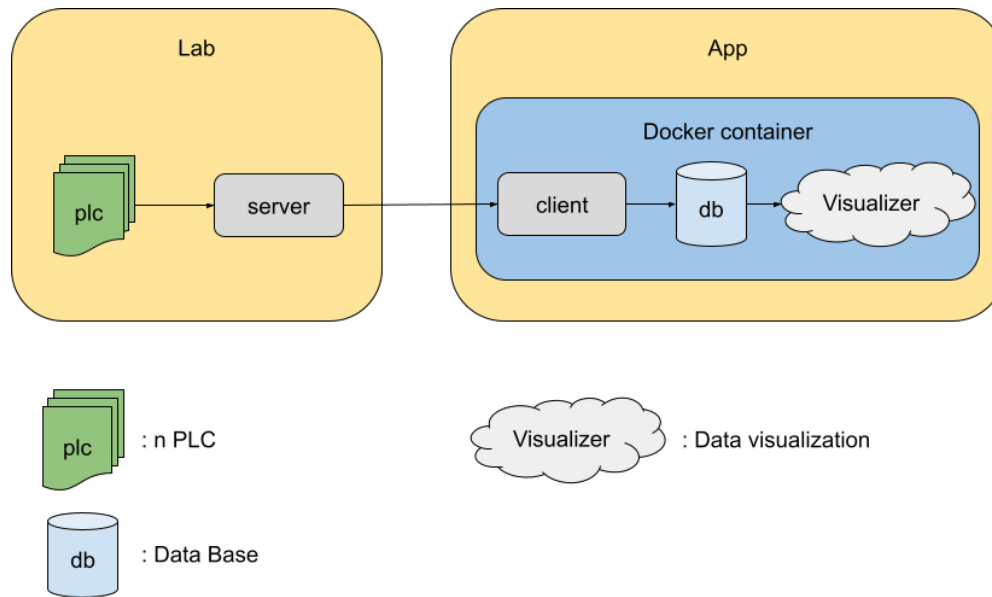 Lab
App
Docker container
plc
server
client
db
Visualizer
plc
: n PLC
Visualizer
: Data visualization
db
: Data Base